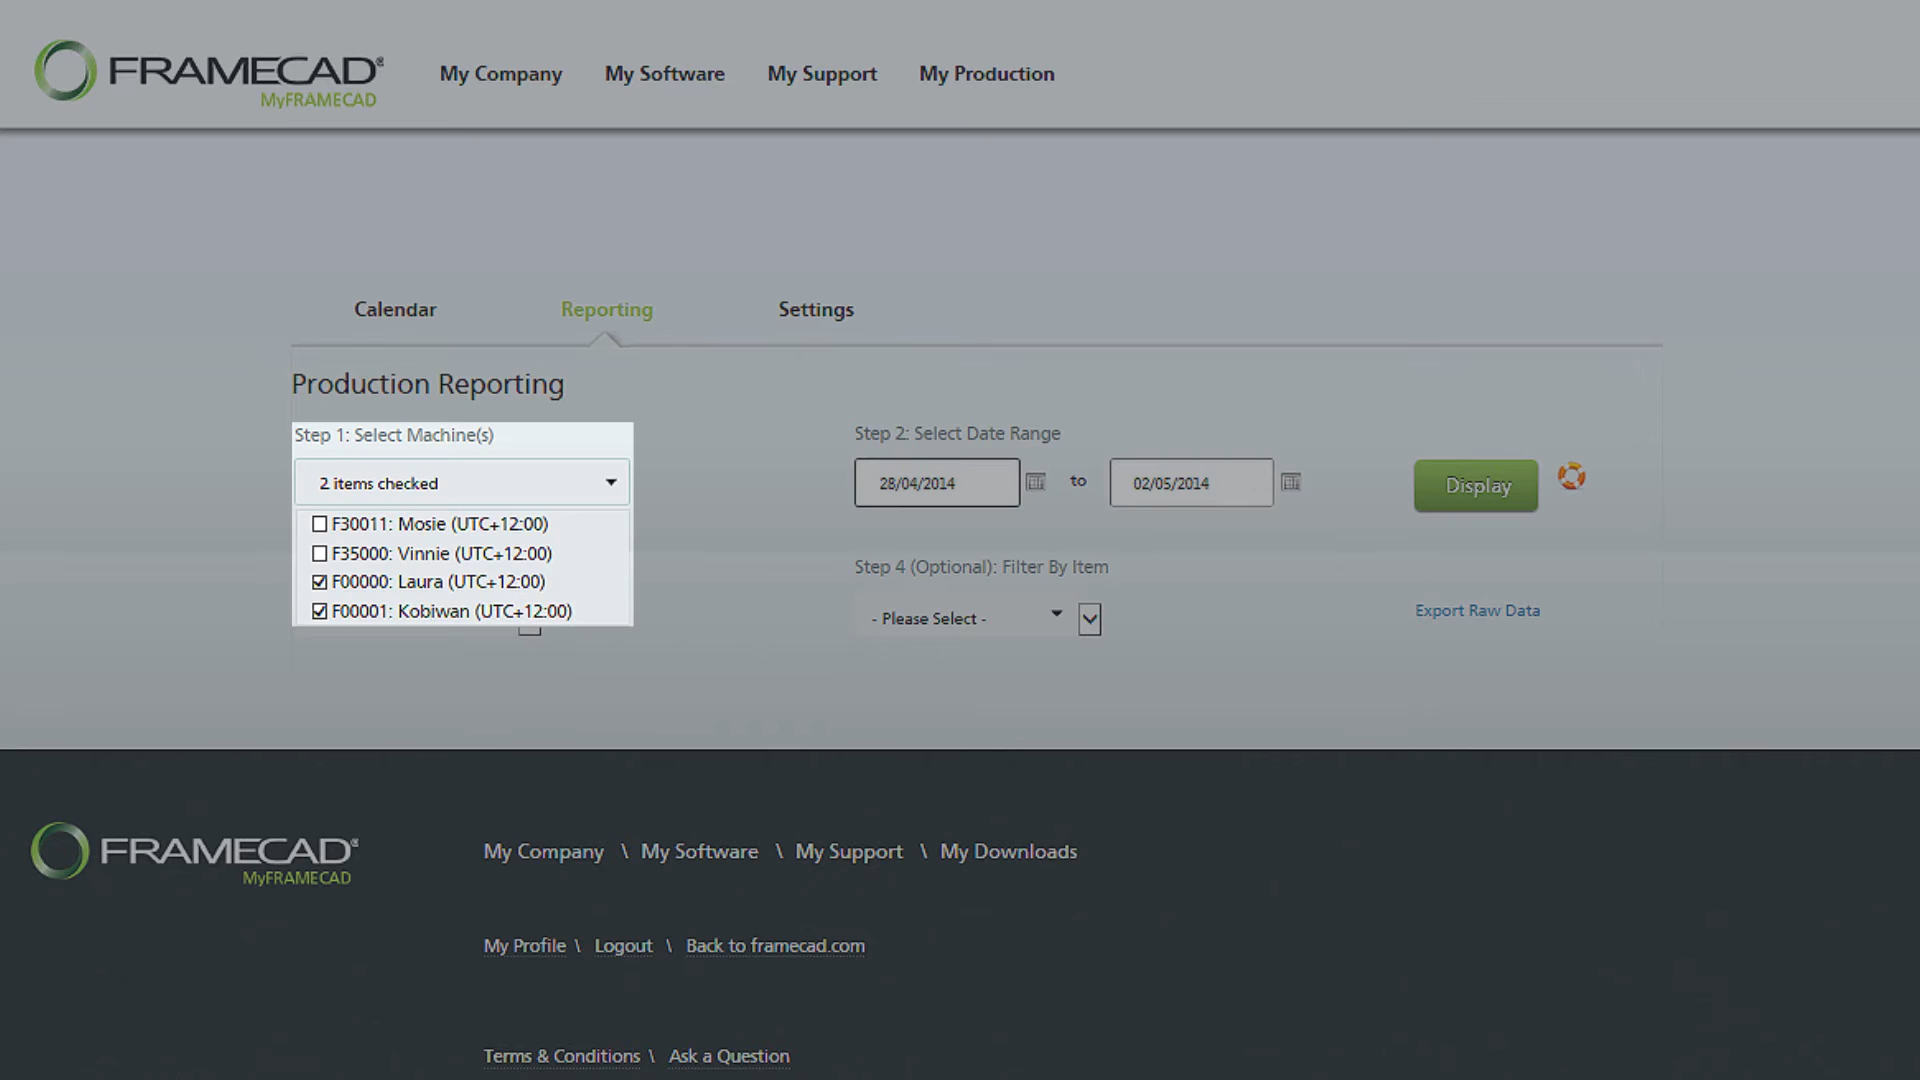 FRAMECAD®
MyFRAMECAD
My Company My Software My Support My Production
Calendar Reporting Settings
Production Reporting
Step 1: Select Machine(s)
2 items checked
F30011: Mosie (UTC+12:00)
F35000: Vinnie (UTC+12:00)
F00000: Laura (UTC+12:00)
F00001: Kobiwan (UTC+12:00)
Step 2: Select Date Range
28/04/2014 to 02/05/2014
Display
Step 4 (Optional): Filter By Item
- Please Select -
Export Raw Data
FRAMECAD®
MyFRAMECAD
My Company \ My Software \ My Support \ My Downloads
My Profile \ Logout \ Back to framecad.com
Terms & Conditions \ Ask a Question